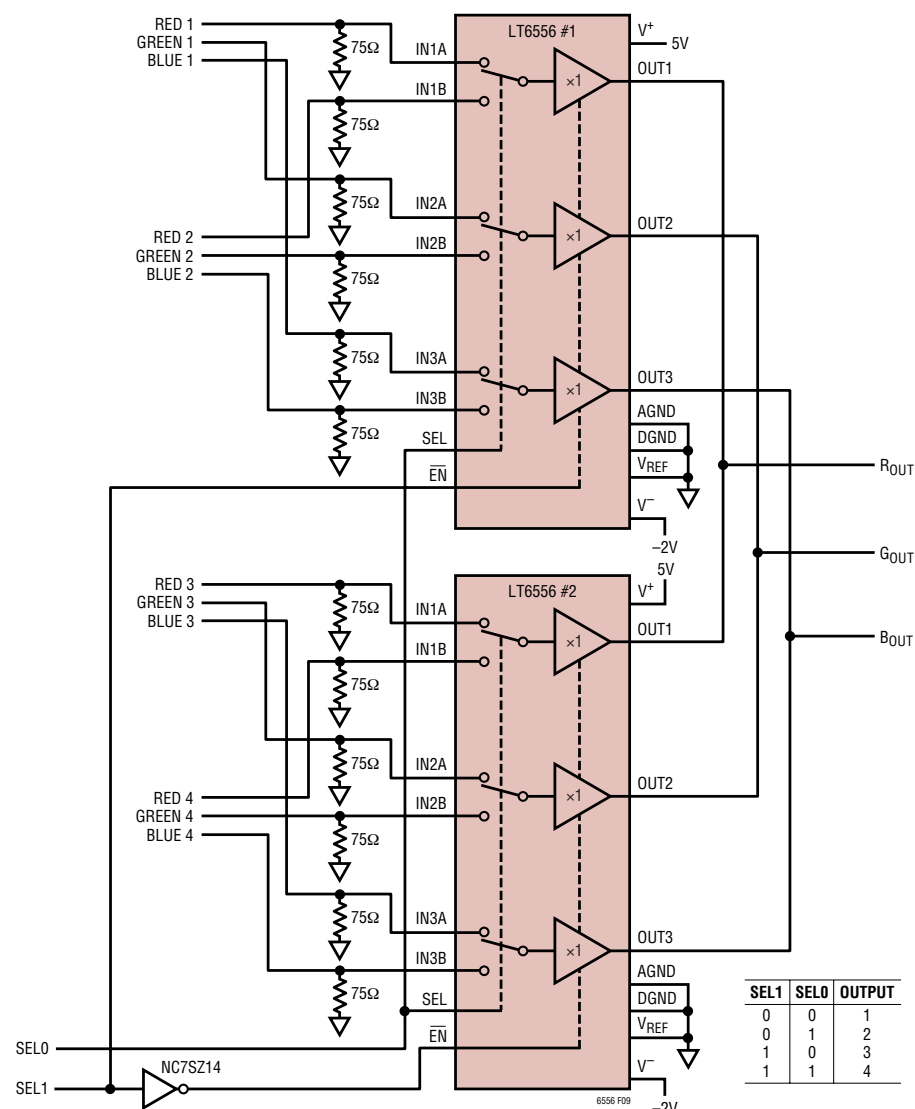 RED 1
GREEN 1
BLUE 1
75Ω
IN1A
IN1B
75Ω
75Ω
IN2A
RED 2
GREEN 2
BLUE 2
IN2B
75Ω
75Ω
IN3A
IN3B
75Ω
SEL
EN
LT6556 #1
×1
×1
×1
V+
5V
OUT1
OUT2
OUT3
AGND
DGND
VREF
V–
–2V
ROUT
GOUT
BOUT
RED 3
GREEN 3
BLUE 3
75Ω
IN1A
IN1B
75Ω
75Ω
IN2A
RED 4
GREEN 4
BLUE 4
IN2B
75Ω
75Ω
IN3A
IN3B
75Ω
SEL
EN
LT6556 #2
×1
×1
×1
5V
V+
OUT1
OUT2
OUT3
AGND
DGND
VREF
V–
–2V
SEL0
SEL1
NC7SZ14
SEL1 SEL0 OUTPUT
0 0 1
0 1 2
1 0 3
1 1 4
6556 F09